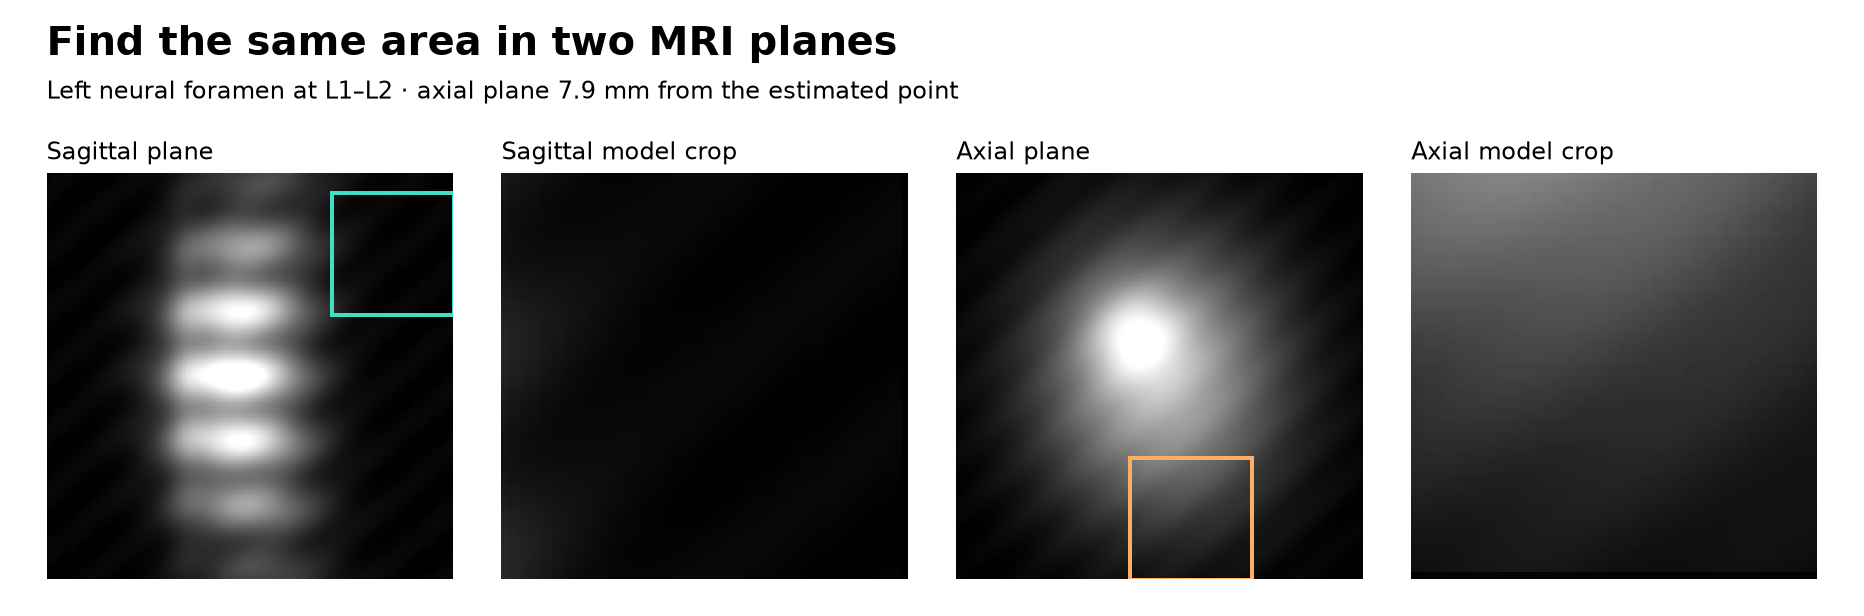 Find the same area in two MRI planes
Left neural foramen at L1–L2 · axial plane 7.9 mm from the estimated point
Sagittal plane
Sagittal model crop
Axial plane
Axial model crop